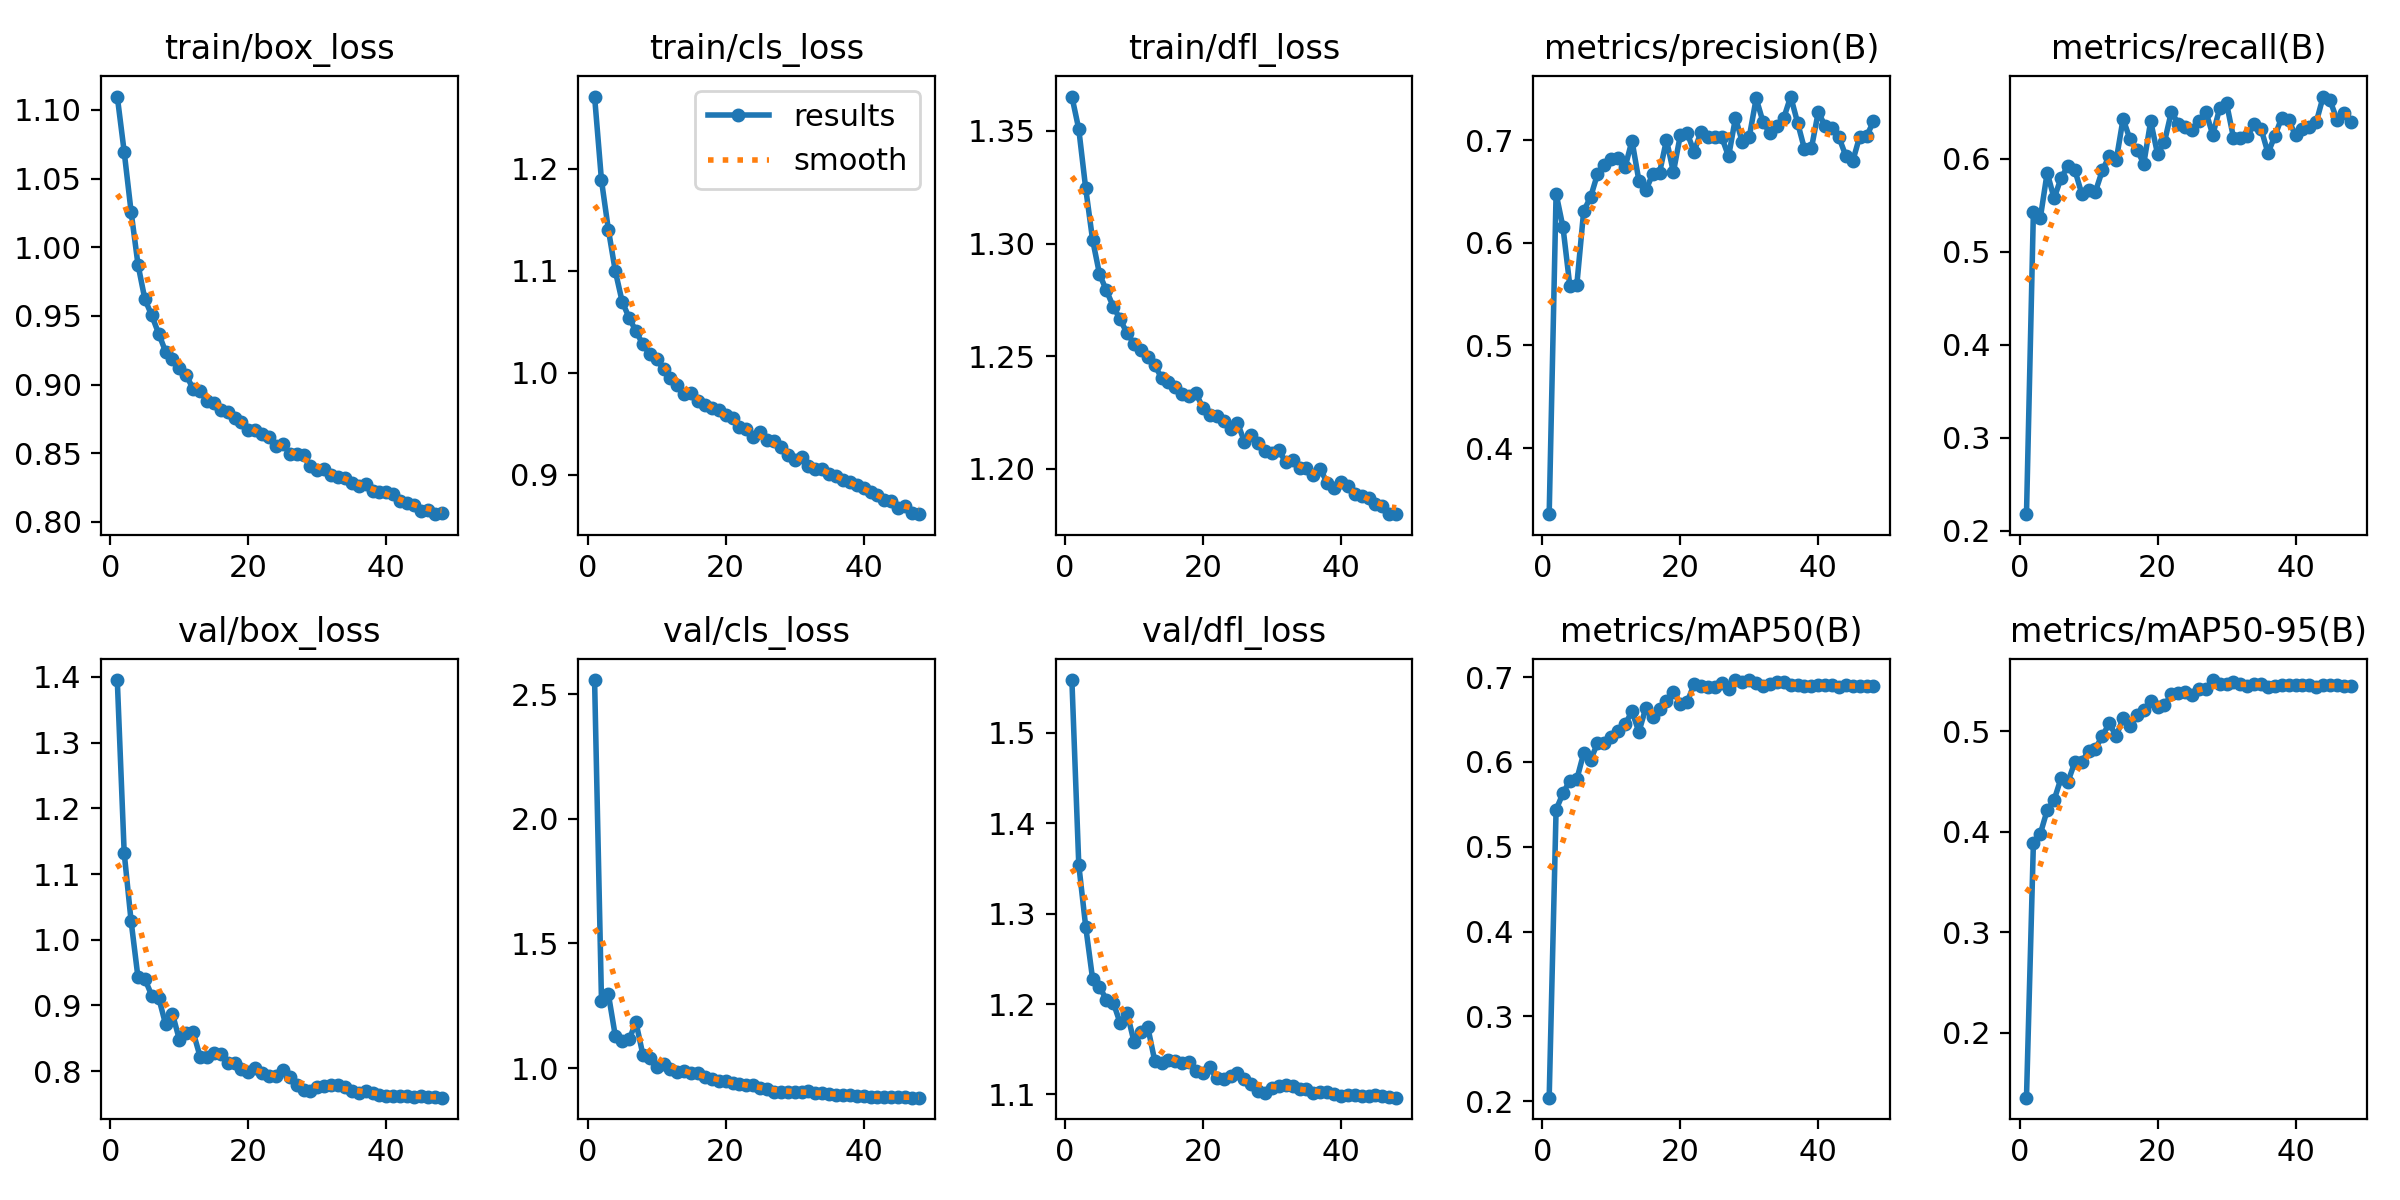 train/box_loss
train/cls_loss
train/dfl_loss
metrics/precision(B)
metrics/recall(B)
1.10
1.05
1.00
0.95
0.90
0.85
0.80
0 20 40
results
smooth
1.2
1.1
1.0
0.9
0 20 40
1.35
1.30
1.25
1.20
0 20 40
0.7
0.6
0.5
0.4
0 20 40
0.6
0.5
0.4
0.3
0.2
0 20 40
val/box_loss
val/cls_loss
val/dfl_loss
metrics/mAP50(B)
metrics/mAP50-95(B)
1.4
1.3
1.2
1.1
1.0
0.9
0.8
0 20 40
2.5
2.0
1.5
1.0
0 20 40
1.5
1.4
1.3
1.2
1.1
0 20 40
0.7
0.6
0.5
0.4
0.3
0.2
0 20 40
0.5
0.4
0.3
0.2
0 20 40